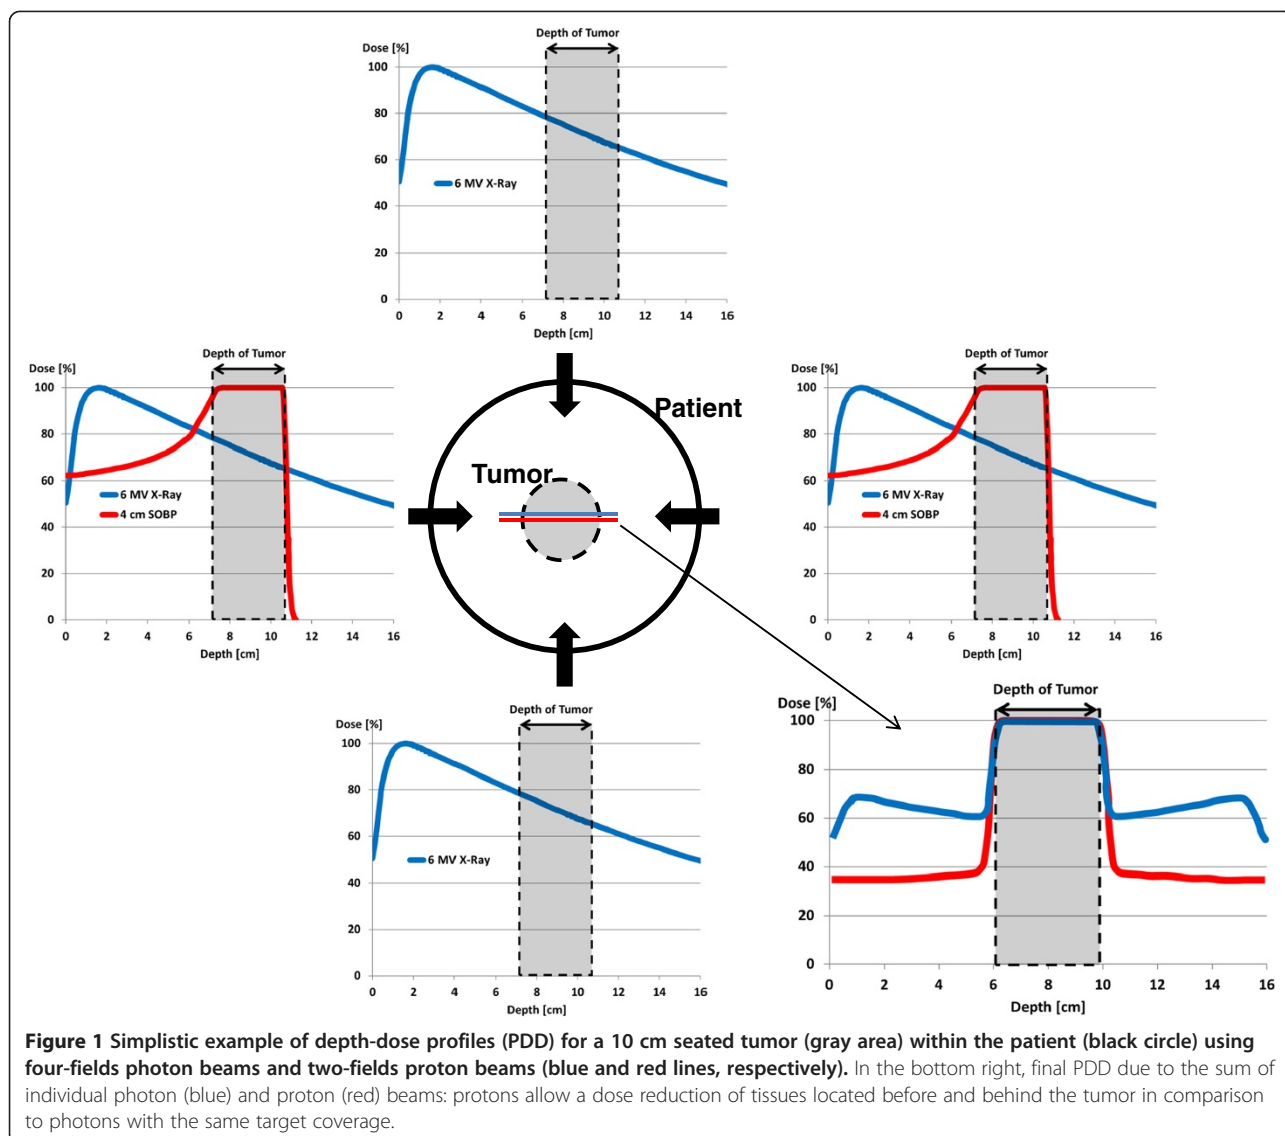 Depth of Tumor
Dose [%]
100
80
60
40
20
0
6 MV X-Ray
0 2 4 6 8 10 12 14 16
Depth [cm]
Depth of Tumor
Dose [%]
100
80
60
40
20
0
6 MV X-Ray
4 cm SOBP
0 2 4 6 8 10 12 14 16
Depth [cm]
Patient
Tumor
Depth of Tumor
Dose [%]
100
80
60
40
20
0
6 MV X-Ray
4 cm SOBP
0 2 4 6 8 10 12 14 16
Depth [cm]
Depth of Tumor
Dose [%]
100
80
60
40
20
0
6 MV X-Ray
0 2 4 6 8 10 12 14 16
Depth [cm]
Depth of Tumor
Dose [%]
100
80
60
40
20
0
0 2 4 6 8 10 12 14 16
Depth [cm]
Figure 1 Simplistic example of depth-dose profiles (PDD) for a 10 cm seated tumor (gray area) within the patient (black circle) using
four-fields photon beams and two-fields proton beams (blue and red lines, respectively). In the bottom right, final PDD due to the sum of
individual photon (blue) and proton (red) beams: protons allow a dose reduction of tissues located before and behind the tumor in comparison
to photons with the same target coverage.